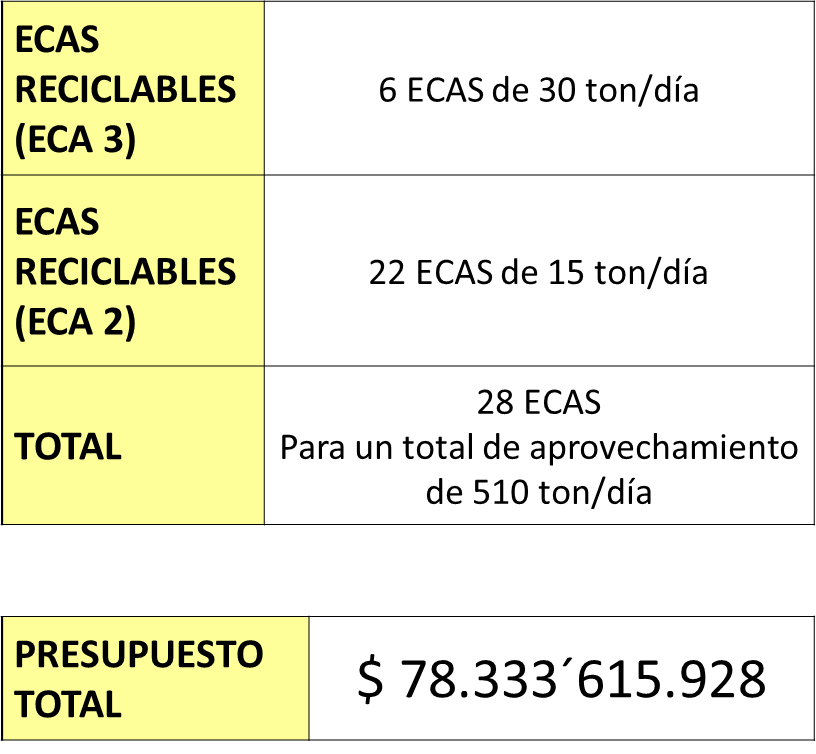 ECAS
RECICLABLES
(ECA 3)
6 ECAS de 30 ton/día
ECAS
RECICLABLES
(ECA 2)
22 ECAS de 15 ton/día
TOTAL
28 ECAS
Para un total de aprovechamiento
de 510 ton/día
PRESUPUESTO
TOTAL
$ 78.333´615.928